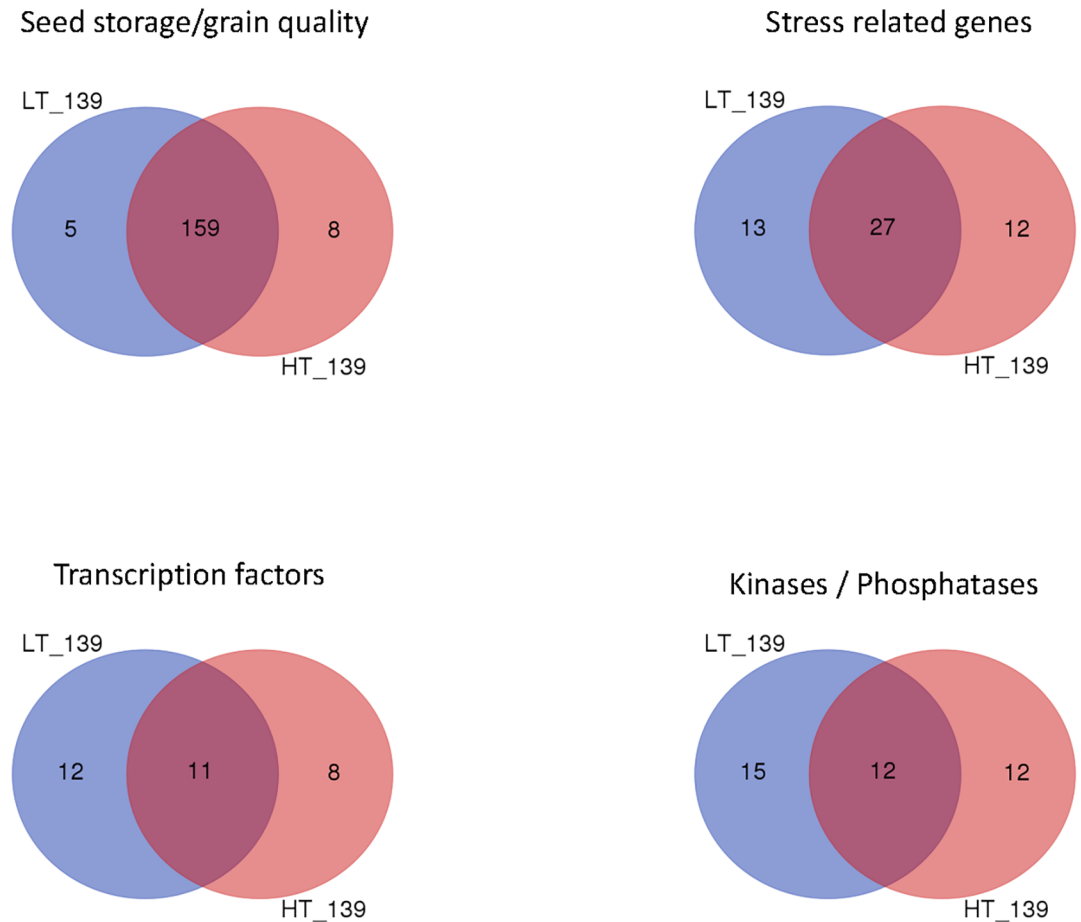 Seed storage/grain quality
LT_139
5
159
8
HT_139
Stress related genes
LT_139
13
27
12
HT_139
Transcription factors
LT_139
12
11
8
HT_139
Kinases / Phosphatases
LT_139
15
12
12
HT_139